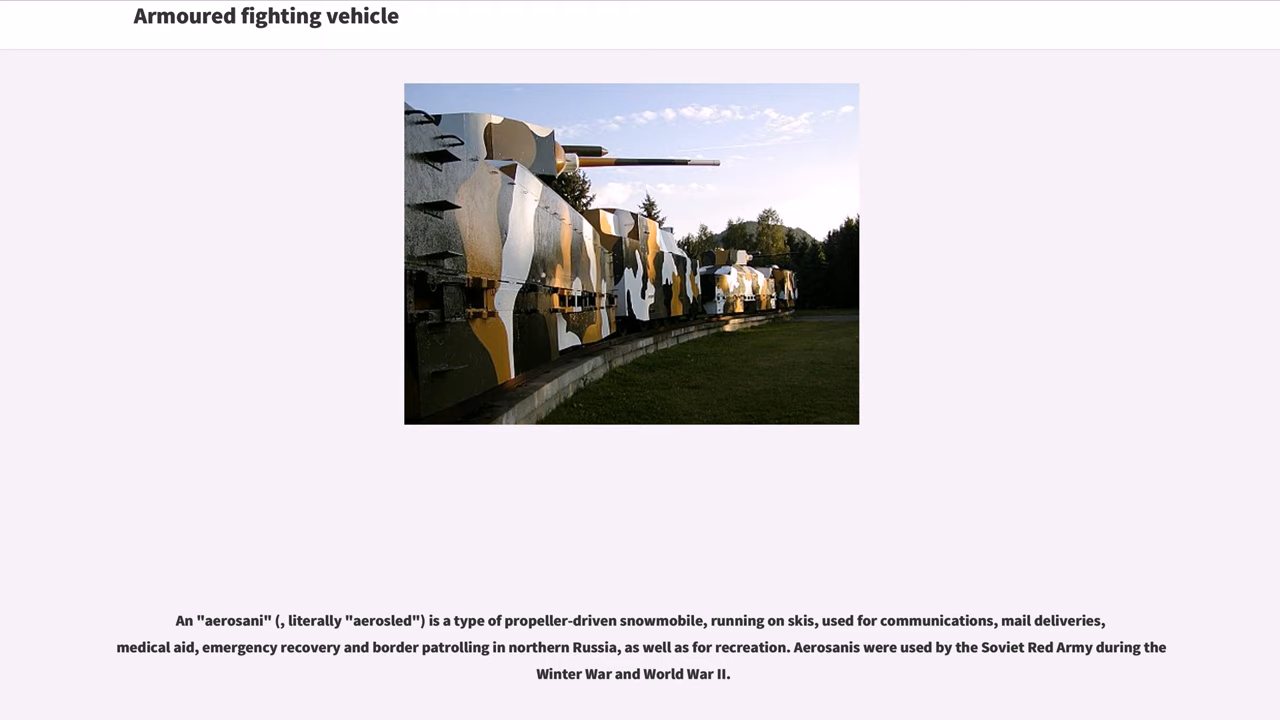 Armoured fighting vehicle
An "aerosani" (, literally "aerosled") is a type of propeller-driven snowmobile, running on skis, used for communications, mail deliveries,
medical aid, emergency recovery and border patrolling in northern Russia, as well as for recreation. Aerosanis were used by the Soviet Red Army during the
Winter War and World War II.